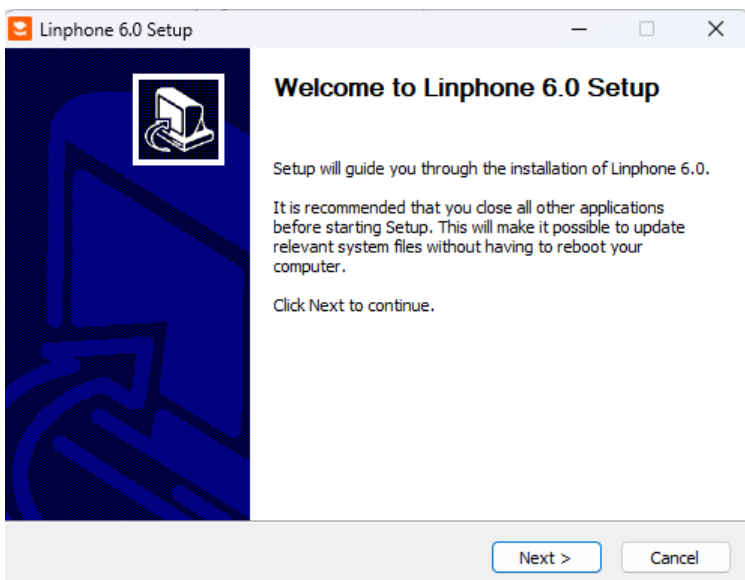 Linphone 6.0 Setup
Welcome to Linphone 6.0 Setup
Setup will guide you through the installation of Linphone 6.0.
It is recommended that you close all other applications
before starting Setup. This will make it possible to update
relevant system files without having to reboot your
computer.
Click Next to continue.
Next >
Cancel